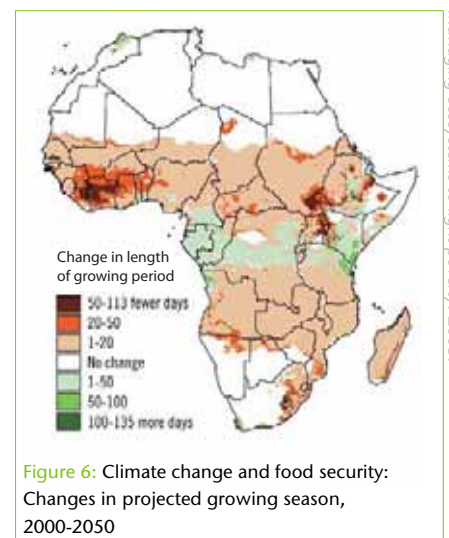 Change in length
of growing period
50-113 fewer days
20-50
1-20
No change
1-50
50-100
100-135 more days
Figure 6: Climate change and food security:
Changes in projected growing season,
2000-2050